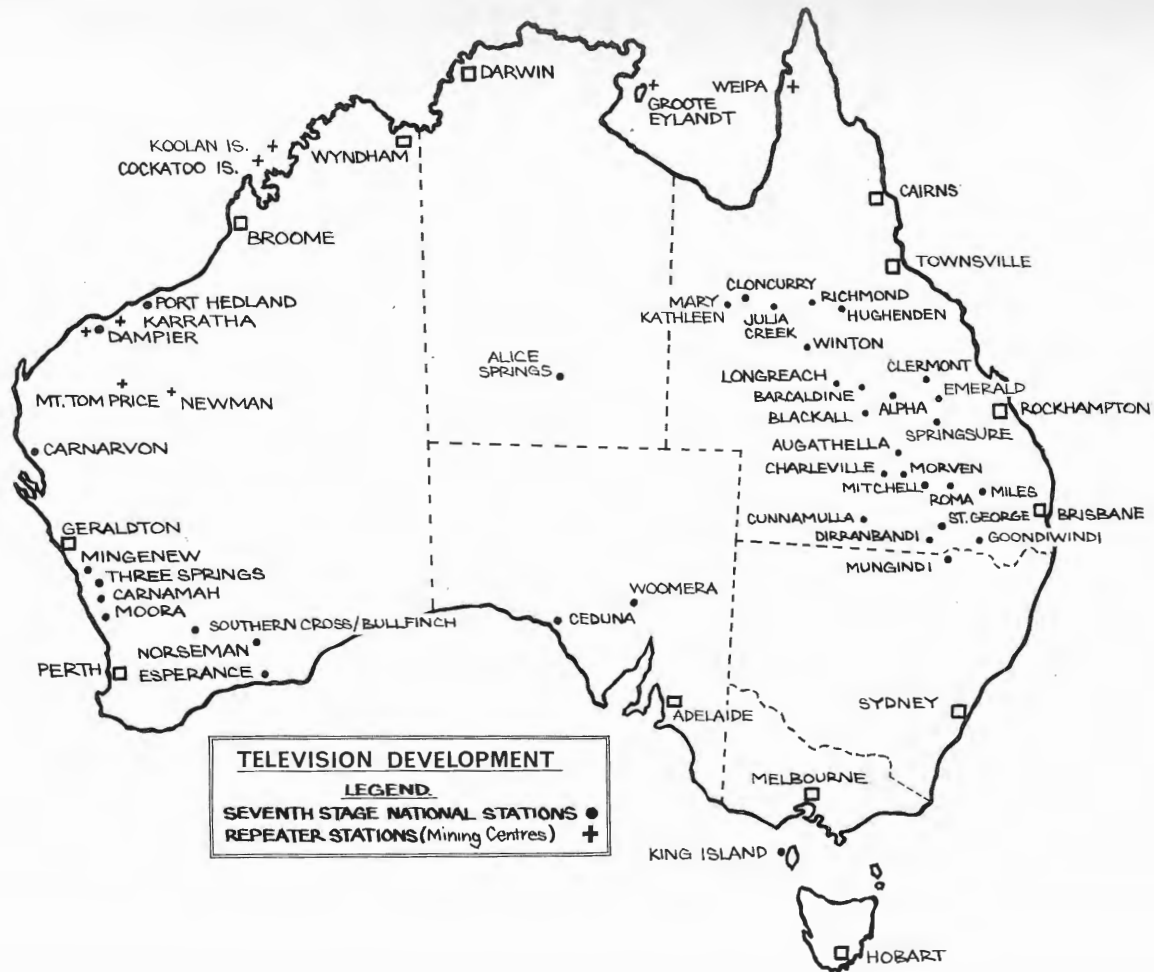 DARWIN
WEIPA
GROOTE
EYLANDT
KOOLAN IS.
COCKATOO IS.
WYNDHAM
CAIRNS
BROOME
TOWNSVILLE
PORT HEDLAND
KARRATHA
DAMPIER
CLONCURRY
MARY
KATHLEEN
JULIA
CREEK
RICHMOND
HUGHENDEN
WINTON
ALICE
SPRINGS
CLERMONT
LONGREACH
BARCALDINE
EMERALD
MT. TOM PRICE
NEWMAN
BLACKALL
ALPHA
ROCKHAMPTON
SPRINGSURE
CARNARVON
AUGATHELLA
CHARLEVILLE
MORVEN
MITCHELL
ROMA
MILES
GERALDTON
CUNNAMULLA
ST. GEORGE
BRISBANE
DIRRANBANDI
GOONDIWINDI
MINGENEW
THREE SPRINGS
CARNAMAH
MOORA
MUNGINDI
WOOMERA
CEDUNA
SOUTHERN CROSS/BULLFINCH
NORSEMAN
PERTH
ESPERANCE
ADELAIDE
SYDNEY
TELEVISION DEVELOPMENT
LEGEND.
SEVENTH STAGE NATIONAL STATIONS ●
REPEATER STATIONS (Mining Centres) +
MELBOURNE
KING ISLAND
HOBART